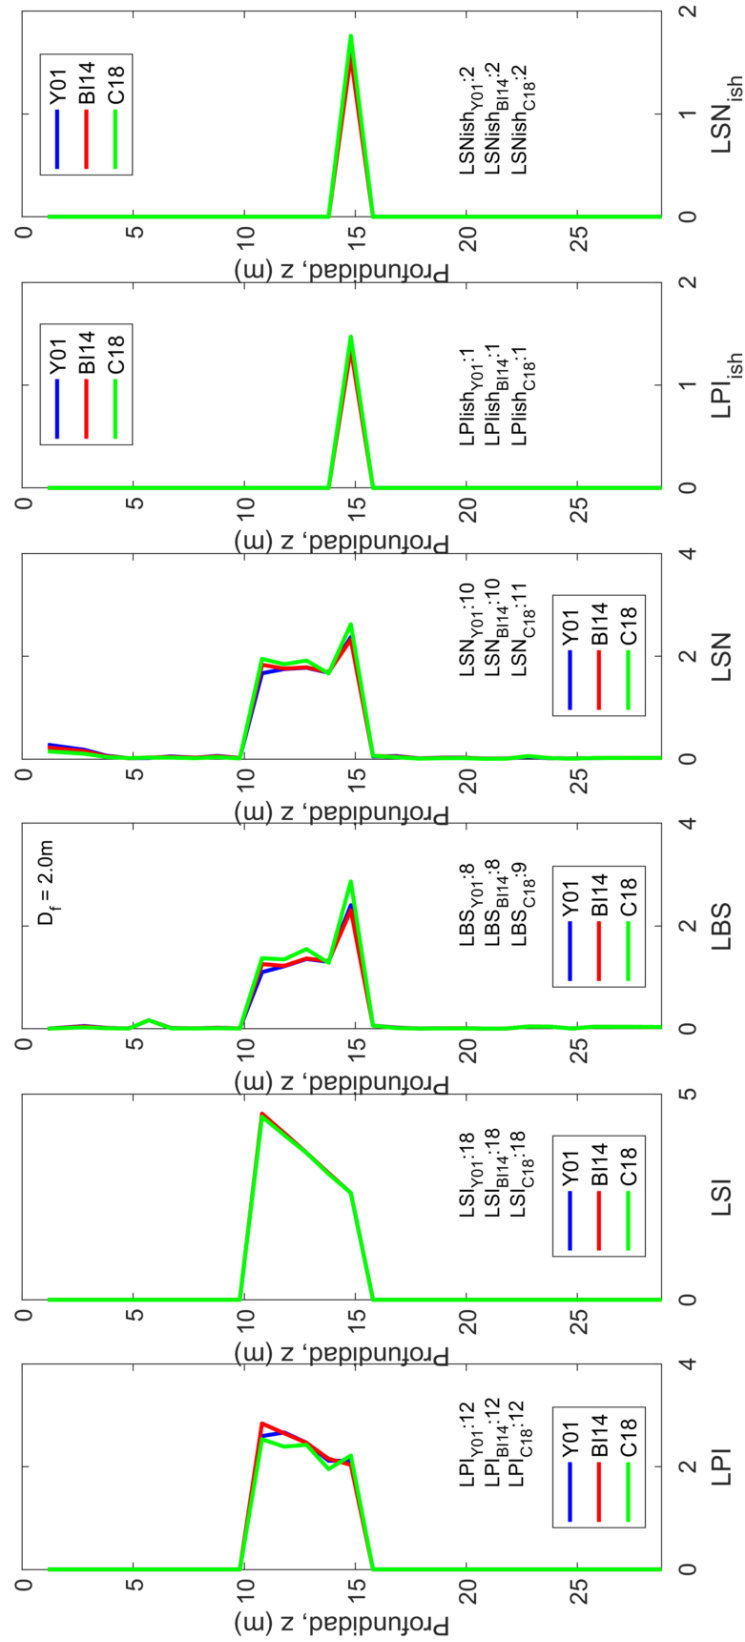 0
5
10
15
20
25
Profundidad, z (m)
LPI_Y01:12
LPI_BI14:12
LPI_C18:12
Y01
BI14
C18
0
2
4
LPI
0
5
10
15
20
25
Profundidad, z (m)
LSI_Y01:18
LSI_BI14:18
LSI_C18:18
Y01
BI14
C18
0
5
LSI
0
5
10
15
20
25
Profundidad, z (m)
D_f = 2.0m
LBS_Y01:8
LBS_BI14:8
LBS_C18:9
Y01
BI14
C18
0
2
4
LBS
0
5
10
15
20
25
Profundidad, z (m)
LSN_Y01:10
LSN_BI14:10
LSN_C18:11
Y01
BI14
C18
0
2
4
LSN
0
5
10
15
20
25
Profundidad, z (m)
Y01
BI14
C18
LPIish_Y01:1
LPIish_BI14:1
LPIish_C18:1
0
1
2
LPI_ish
0
5
10
15
20
25
Profundidad, z (m)
Y01
BI14
C18
LSNish_Y01:2
LSNish_BI14:2
LSNish_C18:2
0
1
2
LSN_ish